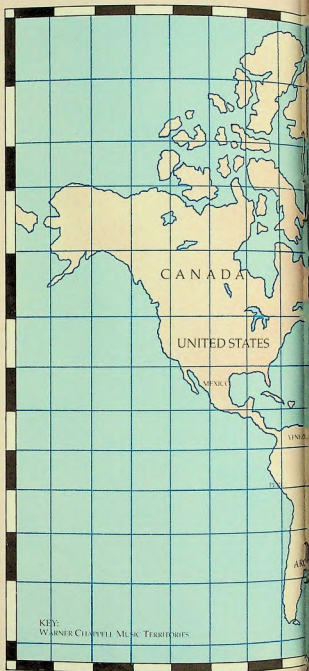 CANADA
UNITED STATES
MEXICO
KEY:
WARNER CHAPPELL MUSIC TERRITORIES